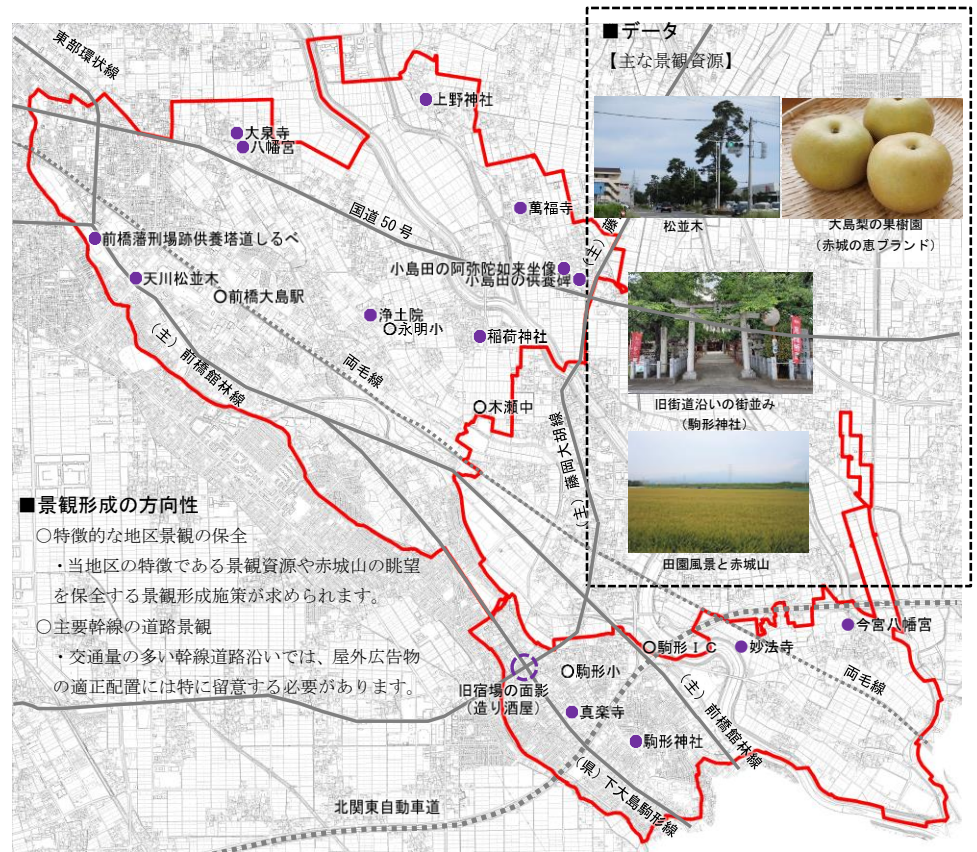 ■データ
【主な景観資源】
松並木
大島梨の果樹園
(赤城の恵ブランド)
旧街道沿いの街並み
(駒形神社)
田園風景と赤城山
東部環状線
上野神社
大泉寺
八幡宮
国道50号
萬福寺
(主)藤
前橋藩刑場跡供養塔道しるべ
小島田の阿弥陀如来坐像
小島田の供養碑
天川松並木
前橋大島駅
浄土院
永明小
稲荷神社
(主)前橋館林線
両毛線
木瀬中
(主)藤岡大胡線
■景観形成の方向性
○特徴的な地区景観の保全
・当地区の特徴である景観資源や赤城山の眺望
を保全する景観形成施策が求められます。
○主要幹線の道路景観
・交通量の多い幹線道路沿いでは、屋外広告物
の適正配置には特に留意する必要があります。
今宮八幡宮
駒形IC
妙法寺
駒形小
両毛線
旧宿場の面影
(造り酒屋)
(主)前橋館林線
真楽寺
駒形神社
(県)下大島駒形線
北関東自動車道